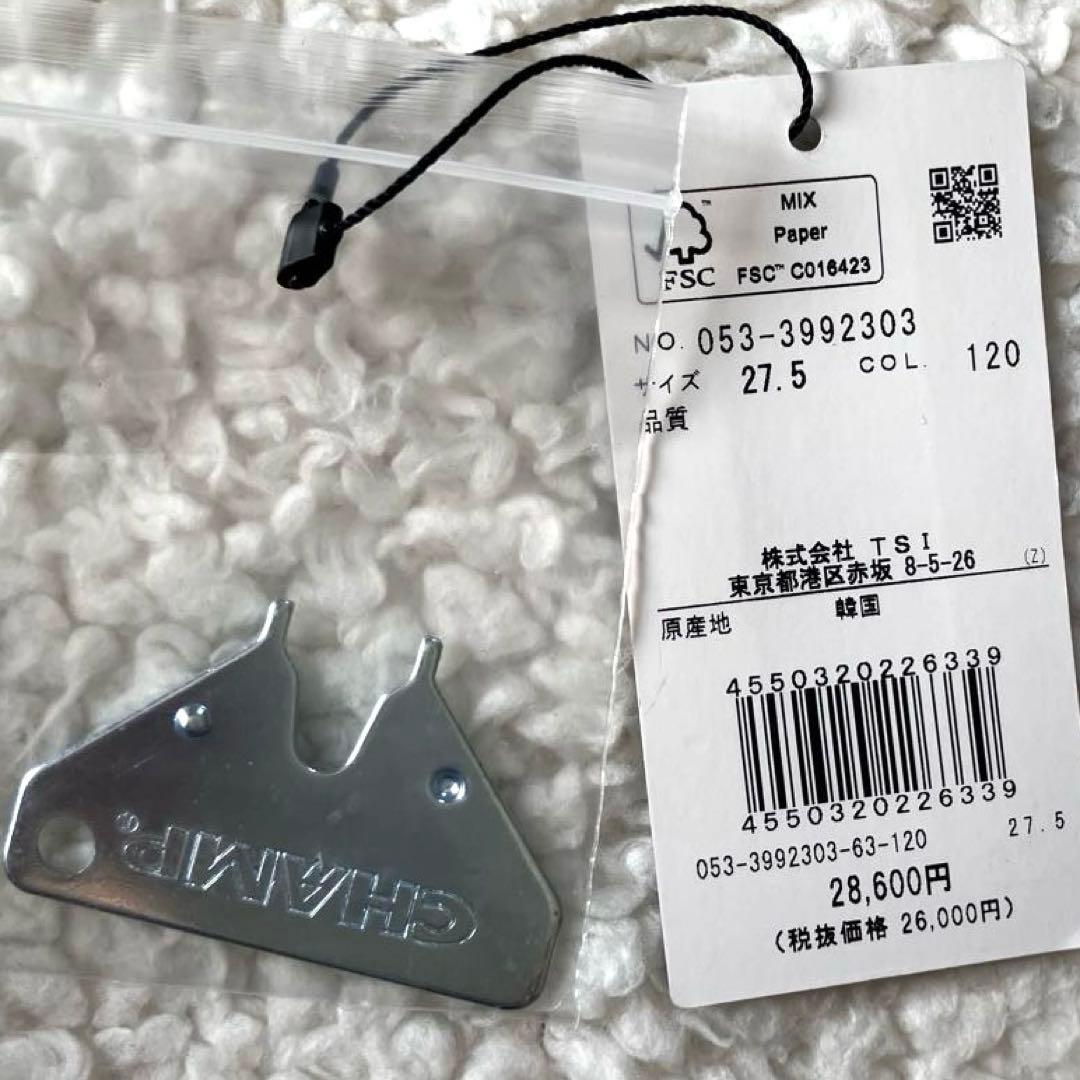 MIX
Paper
FSC™ C016423
FSC
NO. 053-3992303
サイズ 27.5 COL. 120
品質
株式会社 TSI
東京都港区赤坂 8-5-26 (Z)
原産地 韓国
4550320226339
4550320226339
053-3992303-63-120 27.5
28,600円
(税抜価格 26,000円)
CHAMP®